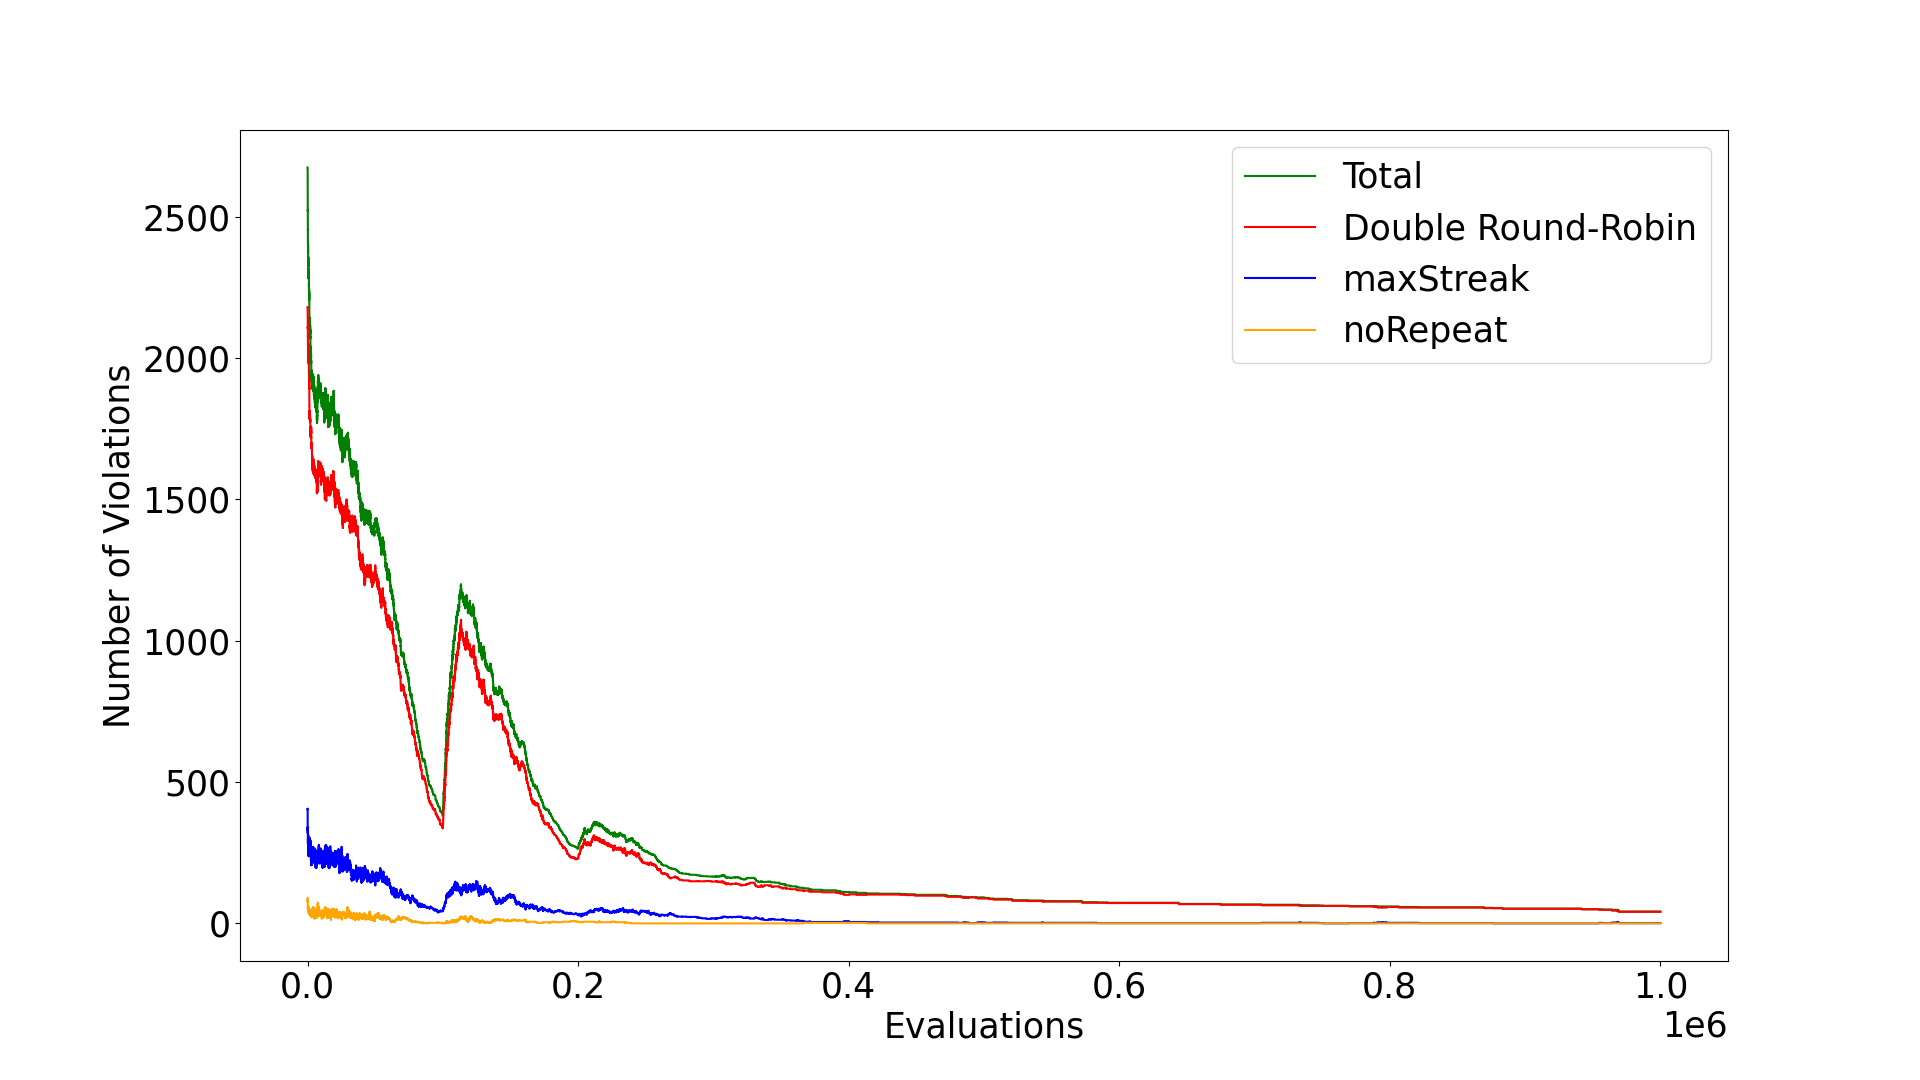 Total
Double Round-Robin
maxStreak
noRepeat
Number of Violations
2500
2000
1500
1000
500
0
0.0 0.2 0.4 0.6 0.8 1.0
Evaluations
1e6